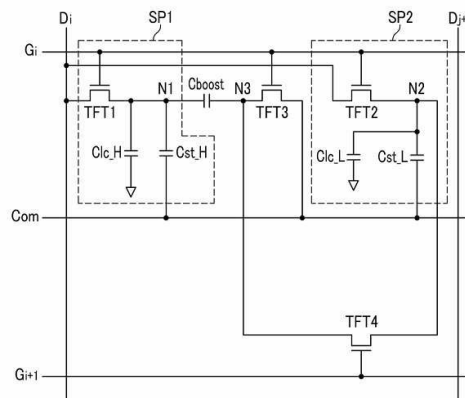 Di SP1 SP2 Dj+
Gi
N1 Cboost N3 N2
TFT1 TFT3 TFT2
Clc_H Cst_H Clc_L Cst_L
Com
TFT4
Gi+1